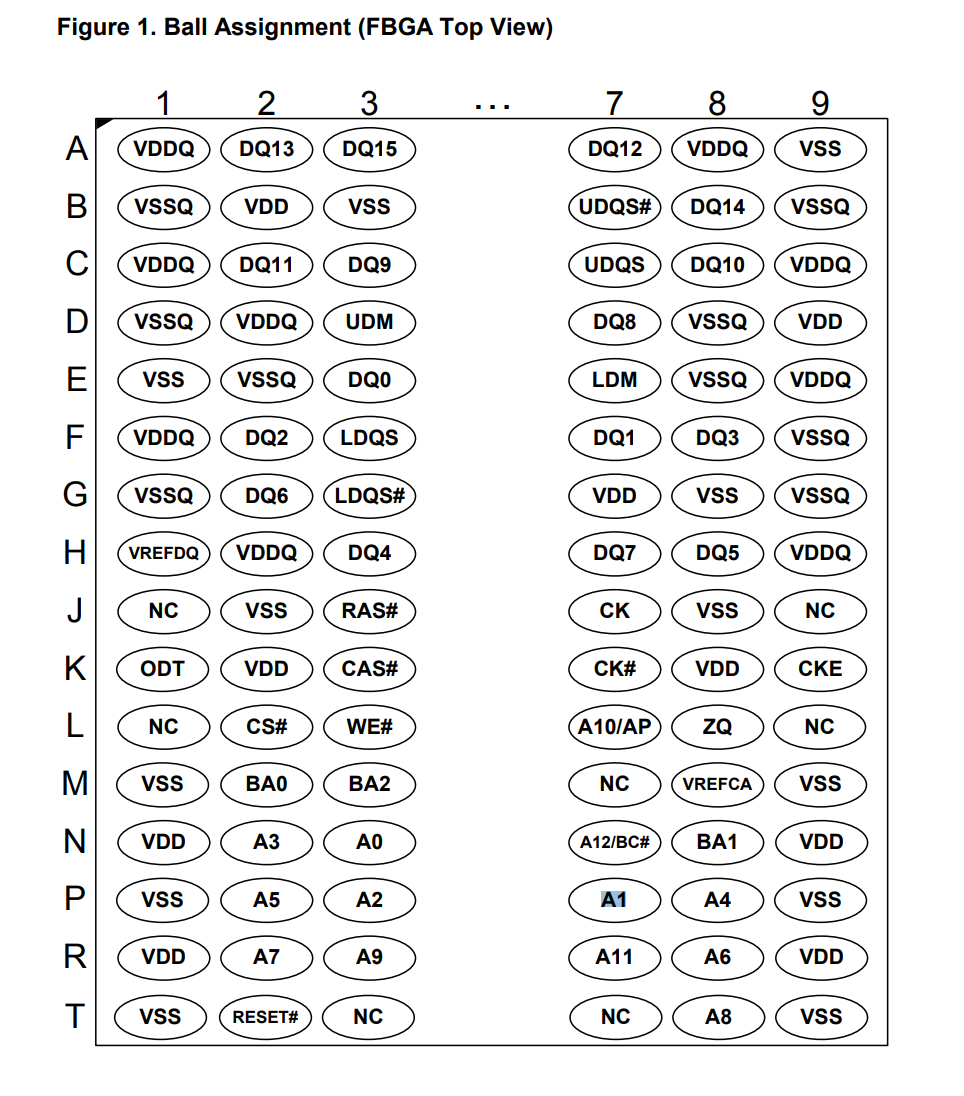 Figure 1. Ball Assignment (FBGA Top View)
1 2 3 ... 7 8 9
A VDDQ DQ13 DQ15 DQ12 VDDQ VSS
B VSSQ VDD VSS UDQS# DQ14 VSSQ
C VDDQ DQ11 DQ9 UDQS DQ10 VDDQ
D VSSQ VDDQ UDM DQ8 VSSQ VDD
E VSS VSSQ DQ0 LDM VSSQ VDDQ
F VDDQ DQ2 LDQS DQ1 DQ3 VSSQ
G VSSQ DQ6 LDQS# VDD VSS VSSQ
H VREFDQ VDDQ DQ4 DQ7 DQ5 VDDQ
J NC VSS RAS# CK VSS NC
K ODT VDD CAS# CK# VDD CKE
L NC CS# WE# A10/AP ZQ NC
M VSS BA0 BA2 NC VREFCA VSS
N VDD A3 A0 A12/BC# BA1 VDD
P VSS A5 A2 A1 A4 VSS
R VDD A7 A9 A11 A6 VDD
T VSS RESET# NC NC A8 VSS